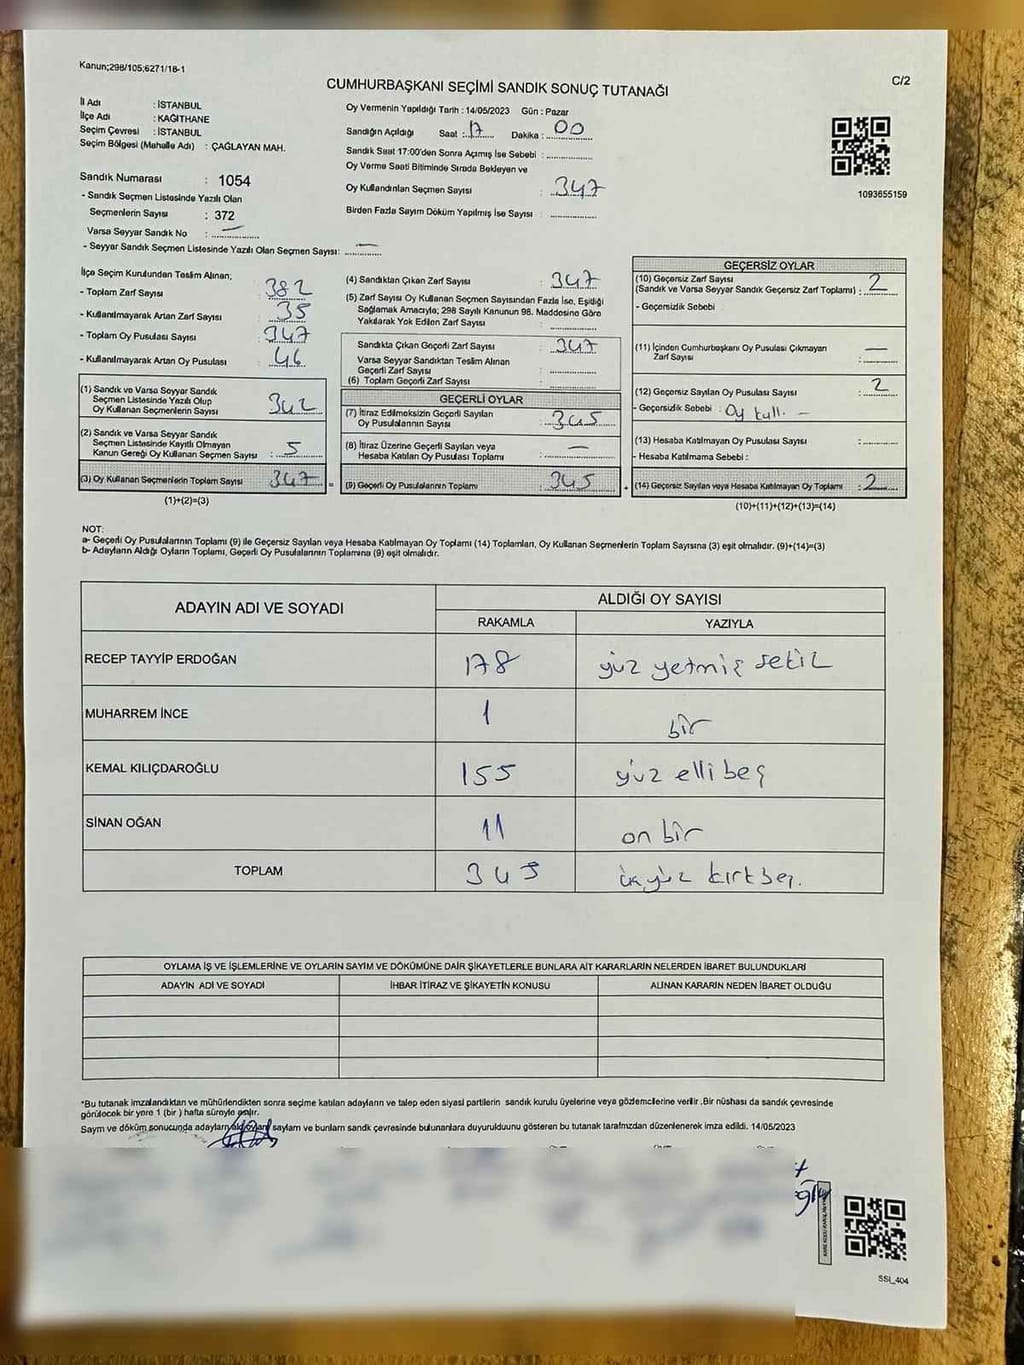 Kanun;298/105;6271/18-1
CUMHURBAŞKANI SEÇİMİ SANDIK SONUÇ TUTANAĞI
C/2
İl Adı : İSTANBUL
İlçe Adı : KAĞITHANE
Seçim Çevresi : İSTANBUL
Seçim Bölgesi (Mahalle Adı) : ÇAĞLAYAN MAH.
Sandık Numarası : 1054
- Sandık Seçmen Listesinde Yazılı Olan
Seçmenlerin Sayısı : 372
Varsa Seyyar Sandık No : —
- Seyyar Sandık Seçmen Listesinde Yazılı Olan Seçmen Sayısı: —
Oy Vermenin Yapıldığı Tarih : 14/05/2023 Gün : Pazar
Sandığın Açıldığı Saat : 17 Dakika : 00
Sandık Saat 17:00'den Sonra Açılmış İse Sebebi :
Oy Verme Saati Bitiminde Sırada Bekleyen ve
Oy Kullandırılan Seçmen Sayısı : 347
Birden Fazla Sayım Döküm Yapılmış İse Sayısı :
1093655159
İlçe Seçim Kurulundan Teslim Alınan;
- Toplam Zarf Sayısı : 382
- Kullanılmayarak Artan Zarf Sayısı : 35
- Toplam Oy Pusulası Sayısı : 347
- Kullanılmayarak Artan Oy Pusulası : 46
(1) Sandık ve Varsa Seyyar Sandık
Seçmen Listesinde Yazılı Olup
Oy Kullanan Seçmenlerin Sayısı : 342
(2) Sandık ve Varsa Seyyar Sandık
Seçmen Listesinde Kayıtlı Olmayan
Kanun Gereği Oy Kullanan Seçmen Sayısı : 5
(3) Oy Kullanan Seçmenlerin Toplam Sayısı : 347
(1)+(2)=(3)
(4) Sandıktan Çıkan Zarf Sayısı : 347
(5) Zarf Sayısı Oy Kullanan Seçmen Sayısından Fazla İse, Eşitliği
Sağlamak Amacıyla; 298 Sayılı Kanunun 98. Maddesine Göre
Yakılarak Yok Edilen Zarf Sayısı :
Sandıkta Çıkan Geçerli Zarf Sayısı : 347
Varsa Seyyar Sandıktan Teslim Alınan
Geçerli Zarf Sayısı :
(6) Toplam Geçerli Zarf Sayısı :
GEÇERLİ OYLAR
(7) İtiraz Edilmeksizin Geçerli Sayılan
Oy Pusulalarının Sayısı : 345
(8) İtiraz Üzerine Geçerli Sayılan veya
Hesaba Katılan Oy Pusulası Toplamı : —
(9) Geçerli Oy Pusulalarının Toplamı : 345
GEÇERSİZ OYLAR
(10) Geçersiz Zarf Sayısı
(Sandık ve Varsa Seyyar Sandık Geçersiz Zarf Toplamı) : 2
- Geçersizlik Sebebi
(11) İçinden Cumhurbaşkanı Oy Pusulası Çıkmayan
Zarf Sayısı : —
(12) Geçersiz Sayılan Oy Pusulası Sayısı : 2
- Geçersizlik Sebebi : Oy kull. —
(13) Hesaba Katılmayan Oy Pusulası Sayısı :
- Hesaba Katılmama Sebebi :
(14) Geçersiz Sayılan veya Hesaba Katılmayan Oy Toplamı : 2
(10)+(11)+(12)+(13)=(14)
NOT:
a- Geçerli Oy Pusulalarının Toplamı (9) ile Geçersiz Sayılan veya Hesaba Katılmayan Oy Toplamı (14) Toplamları, Oy Kullanan Seçmenlerin Toplam Sayısına (3) eşit olmalıdır. (9)+(14)=(3)
b- Adayların Aldığı Oyların Toplamı, Geçerli Oy Pusulalarının Toplamına (9) eşit olmalıdır.
ADAYIN ADI VE SOYADI
ALDIĞI OY SAYISI
RAKAMLA YAZIYLA
RECEP TAYYİP ERDOĞAN 178 yüz yetmiş sekiz
MUHARREM İNCE 1 bir
KEMAL KILIÇDAROĞLU 155 yüz elli beş
SİNAN OĞAN 11 on bir
TOPLAM 345 üçyüz kırkbeş.
OYLAMA İŞ VE İŞLEMLERİNE VE OYLARIN SAYIM VE DÖKÜMÜNE DAİR ŞİKAYETLERLE BUNLARA AİT KARARLARIN NELERDEN İBARET BULUNDUKLARI
ADAYIN ADI VE SOYADI İHBAR İTİRAZ VE ŞİKAYETİN KONUSU ALINAN KARARIN NEDEN İBARET OLDUĞU
*Bu tutanak imzalandıktan ve mühürlendikten sonra seçime katılan adayların ve talep eden siyasi partilerin sandık kurulu üyelerine veya gözlemcilerine verilir. Bir nüshası da sandık çevresinde
görülecek bir yere 1 (bir ) hafta süreyle asılır.
Sayım ve döküm sonucunda adayların aldıkları oyları saylam ve bunların sandk çevresinde bulunanlara duyurulduunu gösteren bu tutanak tarafmzdan düzenlenerek imza edildi. 14/05/2023
SSL_404